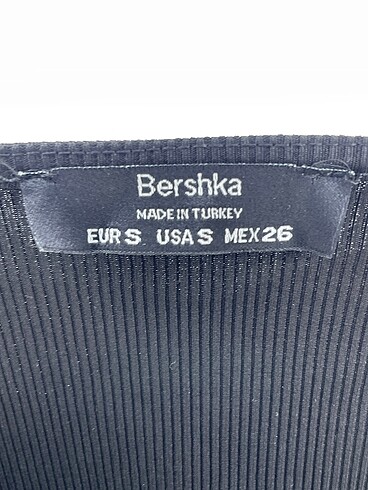 Bershka
MADE IN TURKEY
EUR S USA S MEX 26